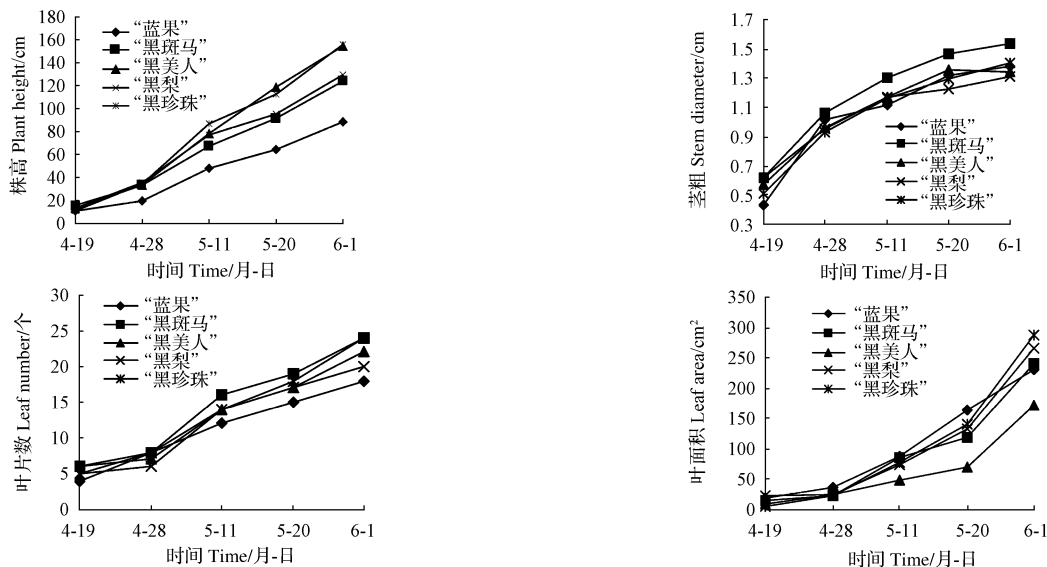 180
160
140
120
100
80
60
40
20
0
株高 Plant height/cm
“蓝果”
“黑斑马”
“黑美人”
“黑梨”
“黑珍珠”
4-19 4-28 5-11 5-20 6-1
时间 Time/月-日
1.7
1.5
1.3
1.1
0.9
0.7
0.5
0.3
茎粗 Stem diameter/cm
“蓝果”
“黑斑马”
“黑美人”
“黑梨”
“黑珍珠”
4-19 4-28 5-11 5-20 6-1
时间 Time/月-日
30
25
20
15
10
5
0
叶片数 Leaf number/个
“蓝果”
“黑斑马”
“黑美人”
“黑梨”
“黑珍珠”
4-19 4-28 5-11 5-20 6-1
时间 Time/月-日
350
300
250
200
150
100
50
0
叶面积 Leaf area/cm²
“蓝果”
“黑斑马”
“黑美人”
“黑梨”
“黑珍珠”
4-19 4-28 5-11 5-20 6-1
时间 Time/月-日